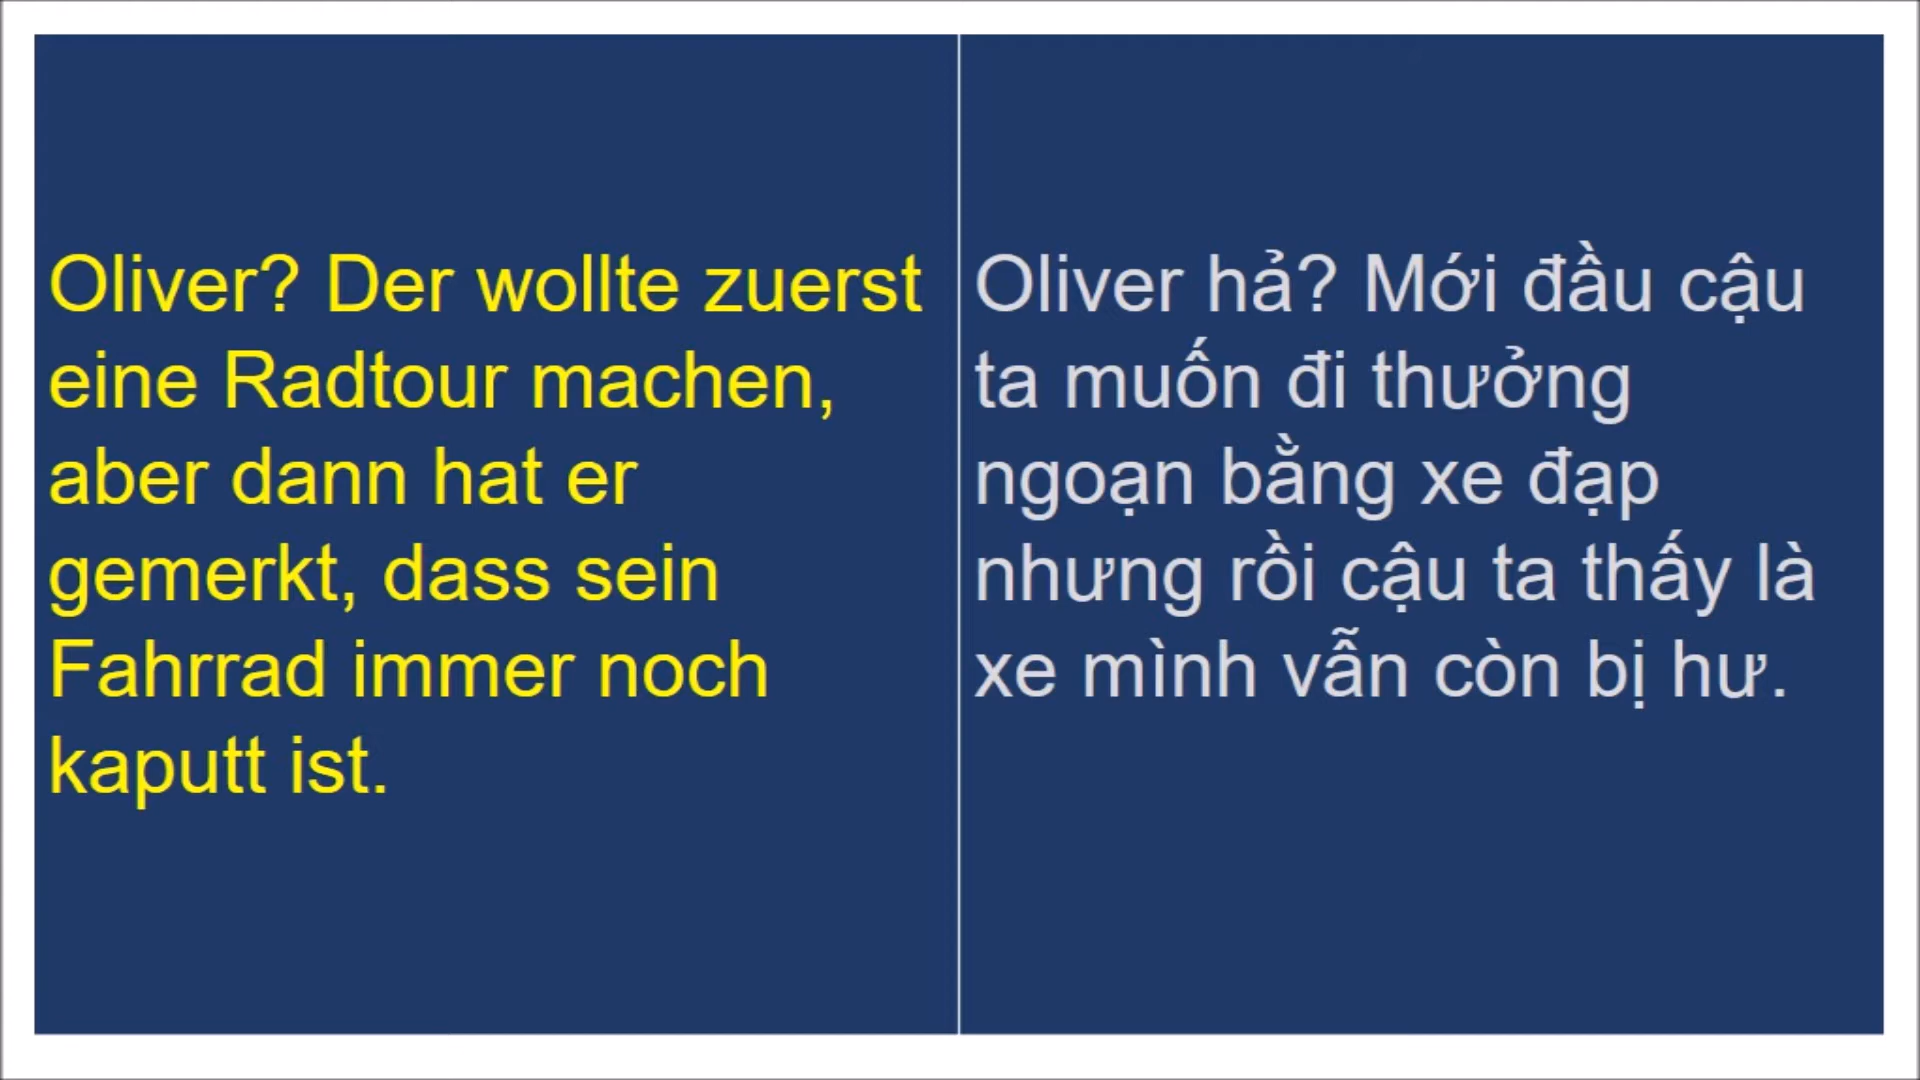 Oliver? Der wollte zuerst
eine Radtour machen,
aber dann hat er
gemerkt, dass sein
Fahrrad immer noch
kaputt ist.
Oliver hả? Mới đầu cậu
ta muốn đi thưởng
ngoạn bằng xe đạp
nhưng rồi cậu ta thấy là
xe mình vẫn còn bị hư.